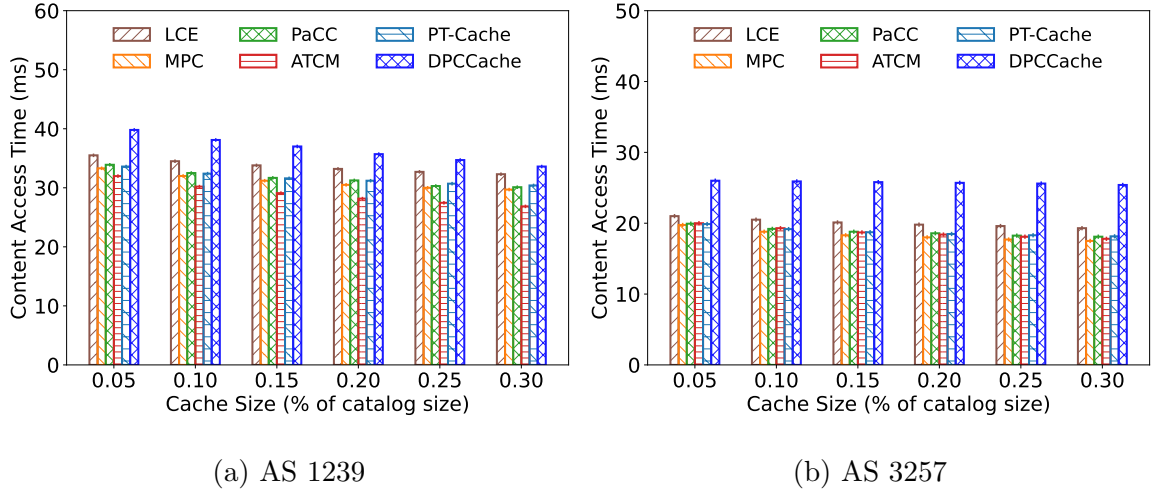 Content Access Time (ms)
60
50
40
30
20
10
0
LCE PaCC PT-Cache
MPC ATCM DPCCache
0.05 0.10 0.15 0.20 0.25 0.30
Cache Size (% of catalog size)
(a) AS 1239
Content Access Time (ms)
50
40
30
20
10
0
LCE PaCC PT-Cache
MPC ATCM DPCCache
0.05 0.10 0.15 0.20 0.25 0.30
Cache Size (% of catalog size)
(b) AS 3257